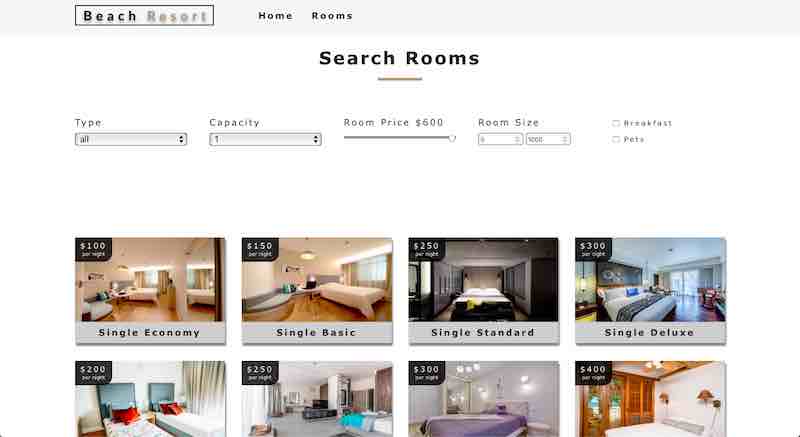 Beach Resort
Home Rooms
Search Rooms
Type Capacity Room Price $600 Room Size
all 1 1000
Breakfast
Pets
$100 $150 $250 $300
per night per night per night per night
Single Economy Single Basic Single Standard Single Deluxe
$200 $250 $300 $400
per night per night per night per night